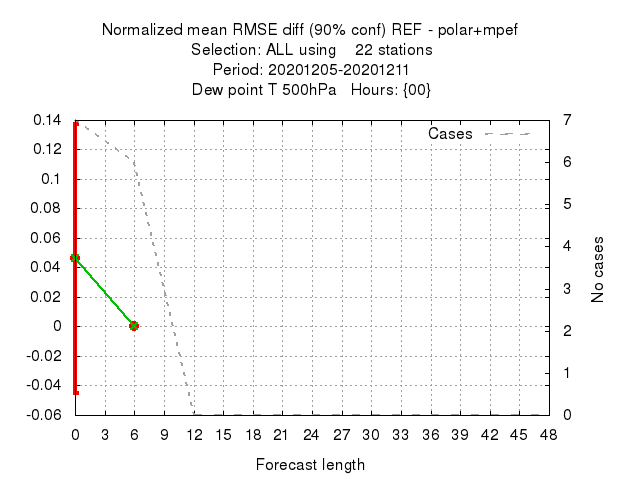 Normalized mean RMSE diff (90% conf) REF - polar+mpef
Selection: ALL using    22 stations
Period: 20201205-20201211
Dew point T 500hPa   Hours: {00}
Cases
0.14
0.12
0.1
0.08
0.06
0.04
0.02
0
-0.02
-0.04
-0.06
7
6
5
4
3
2
1
0
No cases
0 3 6 9 12 15 18 21 24 27 30 33 36 39 42 45 48
Forecast length